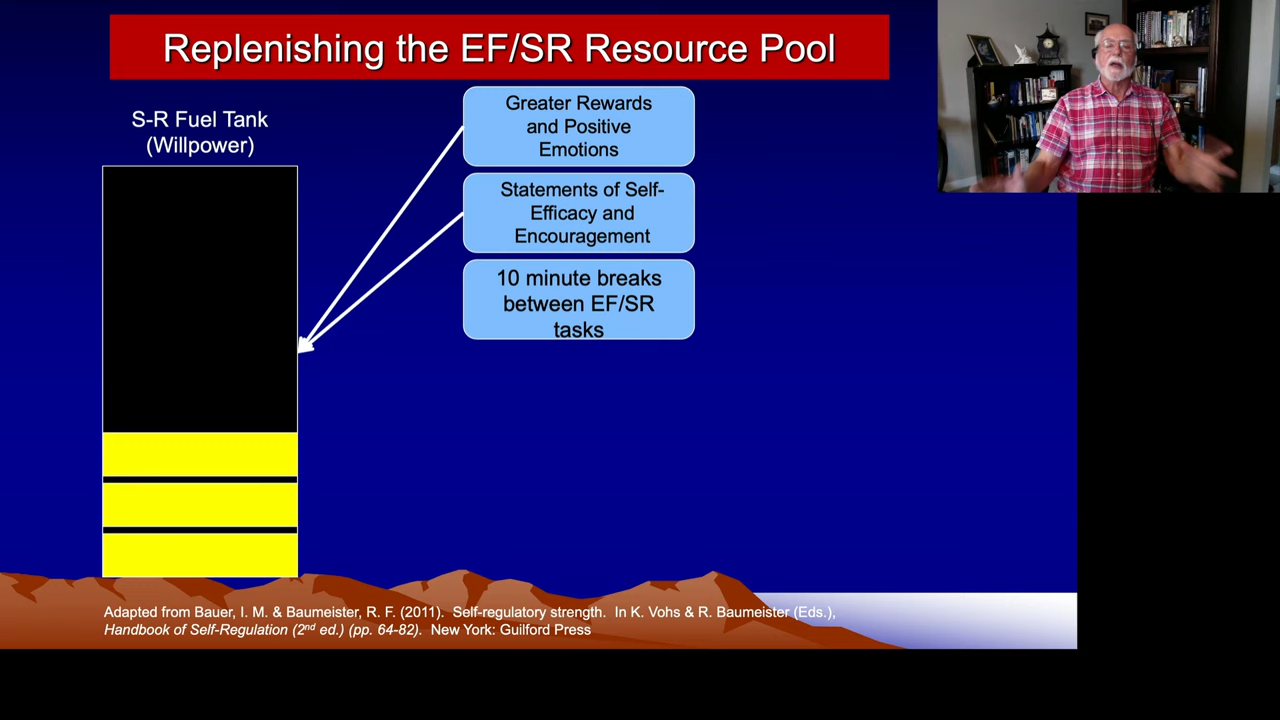 Replenishing the EF/SR Resource Pool
S-R Fuel Tank
(Willpower)
Greater Rewards
and Positive
Emotions
Statements of Self-
Efficacy and
Encouragement
10 minute breaks
between EF/SR
tasks
Adapted from Bauer, I. M. & Baumeister, R. F. (2011).  Self-regulatory strength.  In K. Vohs & R. Baumeister (Eds.),
Handbook of Self-Regulation (2nd ed.) (pp. 64-82).  New York: Guilford Press